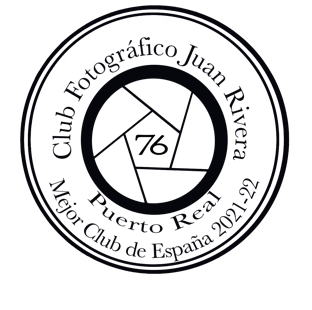 Club Fotográfico Juan Rivera
76
Puerto Real
Mejor Club de España 2021-22